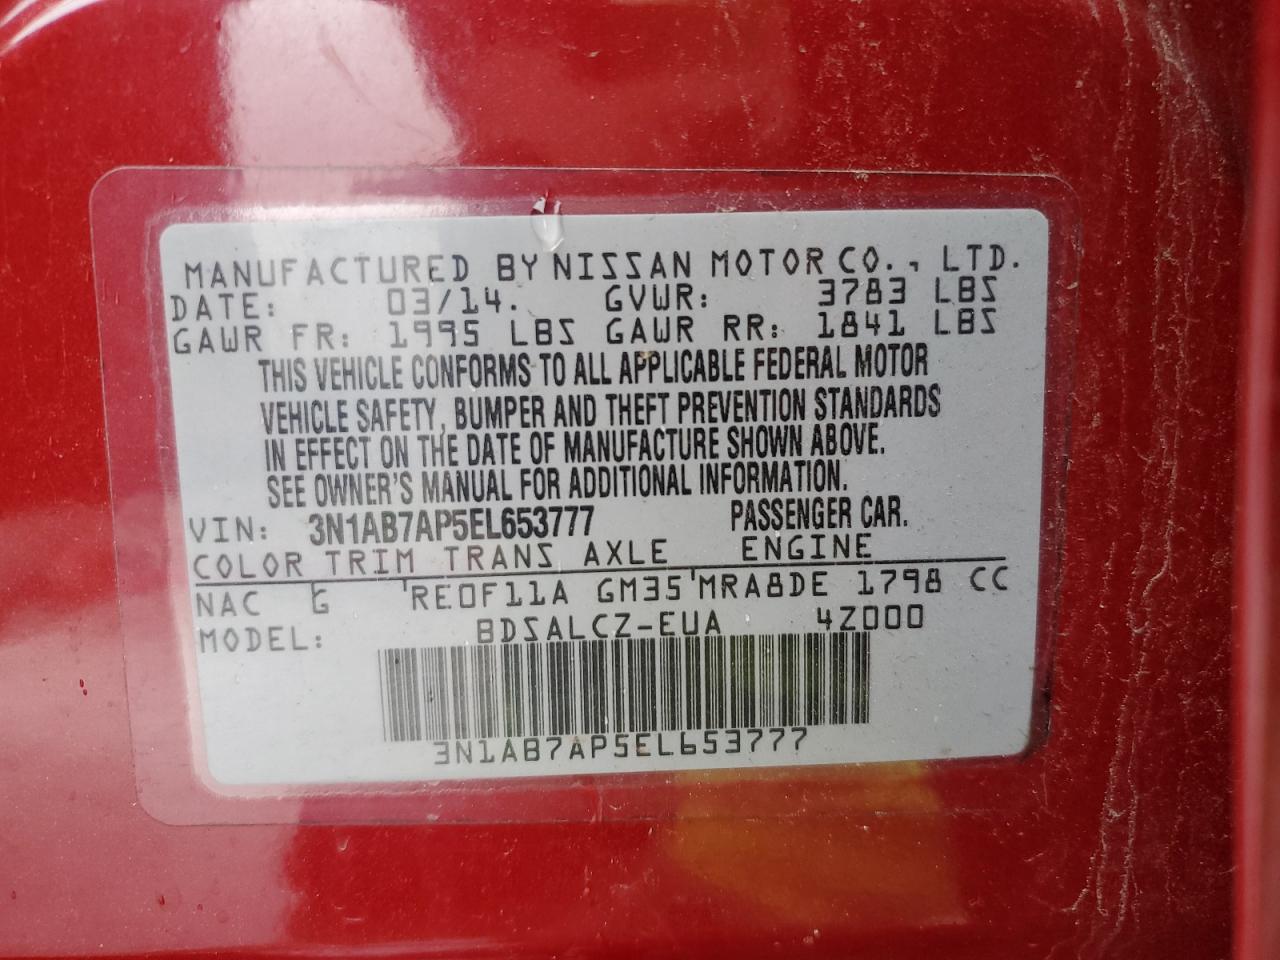 MANUFACTURED BY NISSAN MOTOR CO., LTD.
DATE: 03/14. GVWR: 3783 LBS
GAWR FR: 1995 LBS GAWR RR: 1841 LBS
THIS VEHICLE CONFORMS TO ALL APPLICABLE FEDERAL MOTOR
VEHICLE SAFETY, BUMPER AND THEFT PREVENTION STANDARDS
IN EFFECT ON THE DATE OF MANUFACTURE SHOWN ABOVE.
SEE OWNER'S MANUAL FOR ADDITIONAL INFORMATION.
VIN: 3N1AB7AP5EL653777 PASSENGER CAR.
COLOR TRIM TRANS AXLE ENGINE
NAC G RE0F11A GM35 MRA8DE 1798 CC
MODEL: BDSALCZ-EUA 4Z000
3N1AB7AP5EL653777